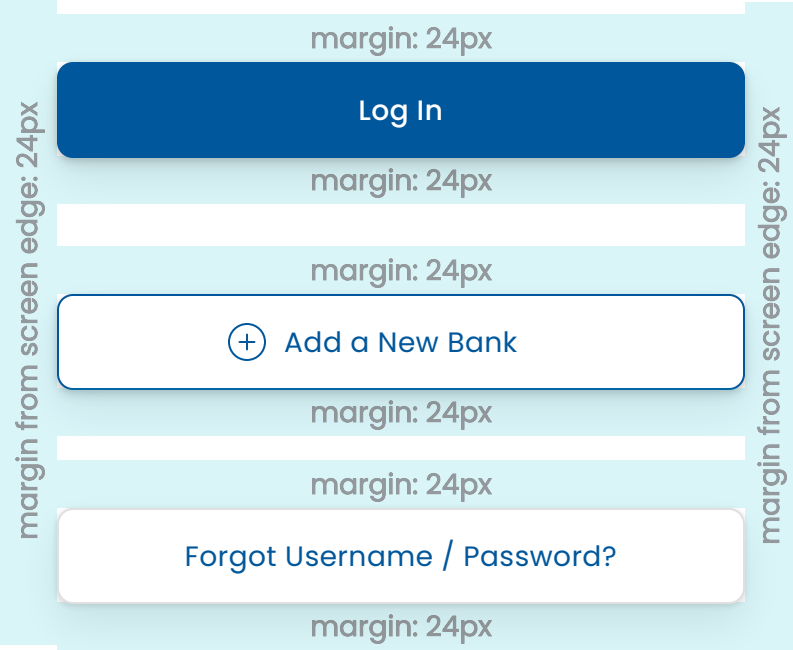 margin: 24px
Log In
margin: 24px
margin: 24px
Add a New Bank
margin: 24px
margin: 24px
Forgot Username / Password?
margin: 24px
margin from screen edge: 24px
margin from screen edge: 24px